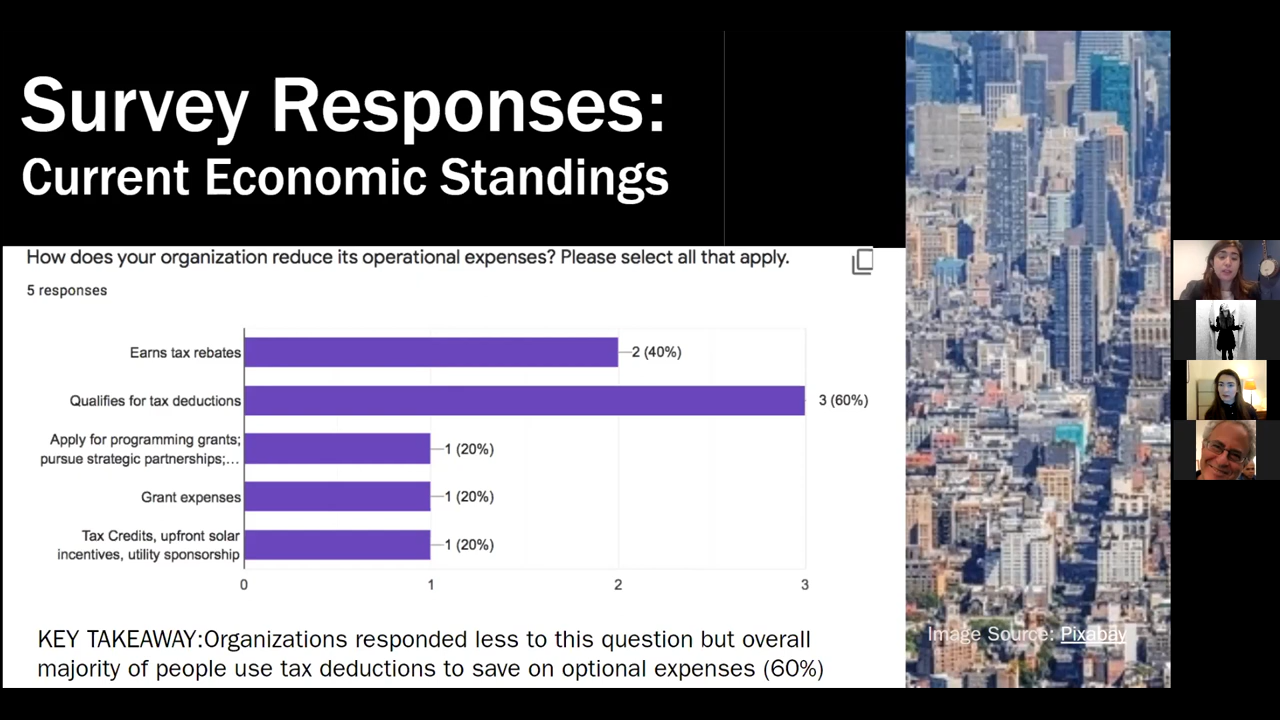 Survey Responses:
Current Economic Standings
How does your organization reduce its operational expenses? Please select all that apply.
5 responses
Earns tax rebates
2 (40%)
Qualifies for tax deductions
3 (60%)
Apply for programming grants;
pursue strategic partnerships;...
1 (20%)
Grant expenses
1 (20%)
Tax Credits, upfront solar
incentives, utility sponsorship
1 (20%)
0 1 2 3
KEY TAKEAWAY:Organizations responded less to this question but overall
majority of people use tax deductions to save on optional expenses (60%)
Image Source: Pixabay